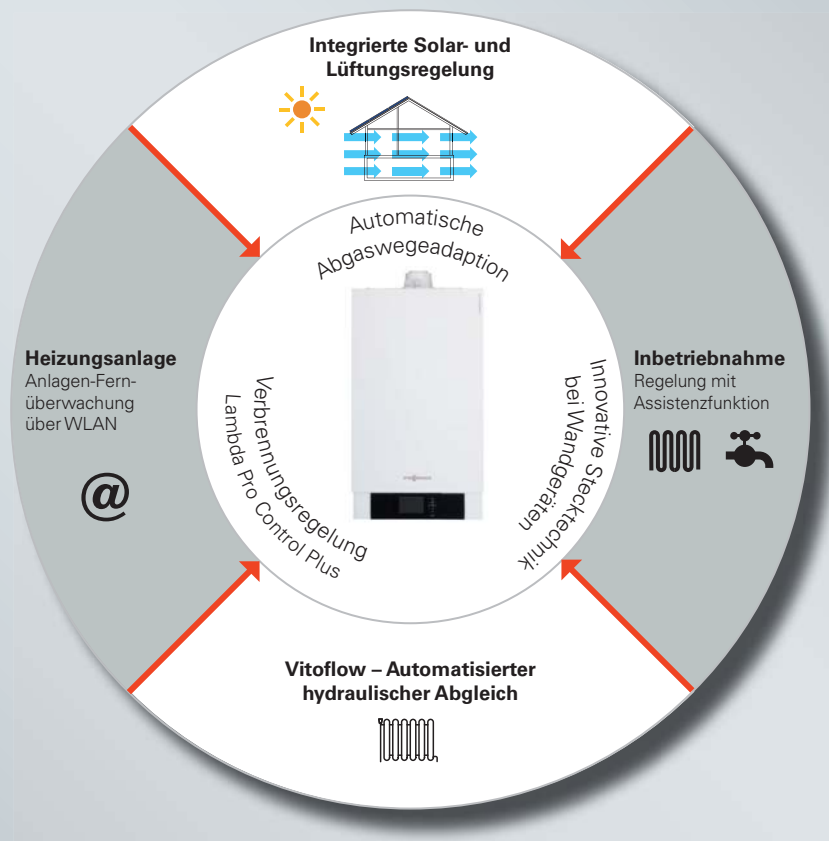 Integrierte Solar- und
Lüftungsregelung
Automatische
Abgaswegeadaption
Heizungsanlage
Anlagen-Fern-
überwachung
über WLAN
@
Verbrennungsregelung
Lambda Pro Control Plus
Innovative Stecktechnik
bei Wandgeräten
Inbetriebnahme
Regelung mit
Assistenzfunktion
Vitoflow – Automatisierter
hydraulischer Abgleich